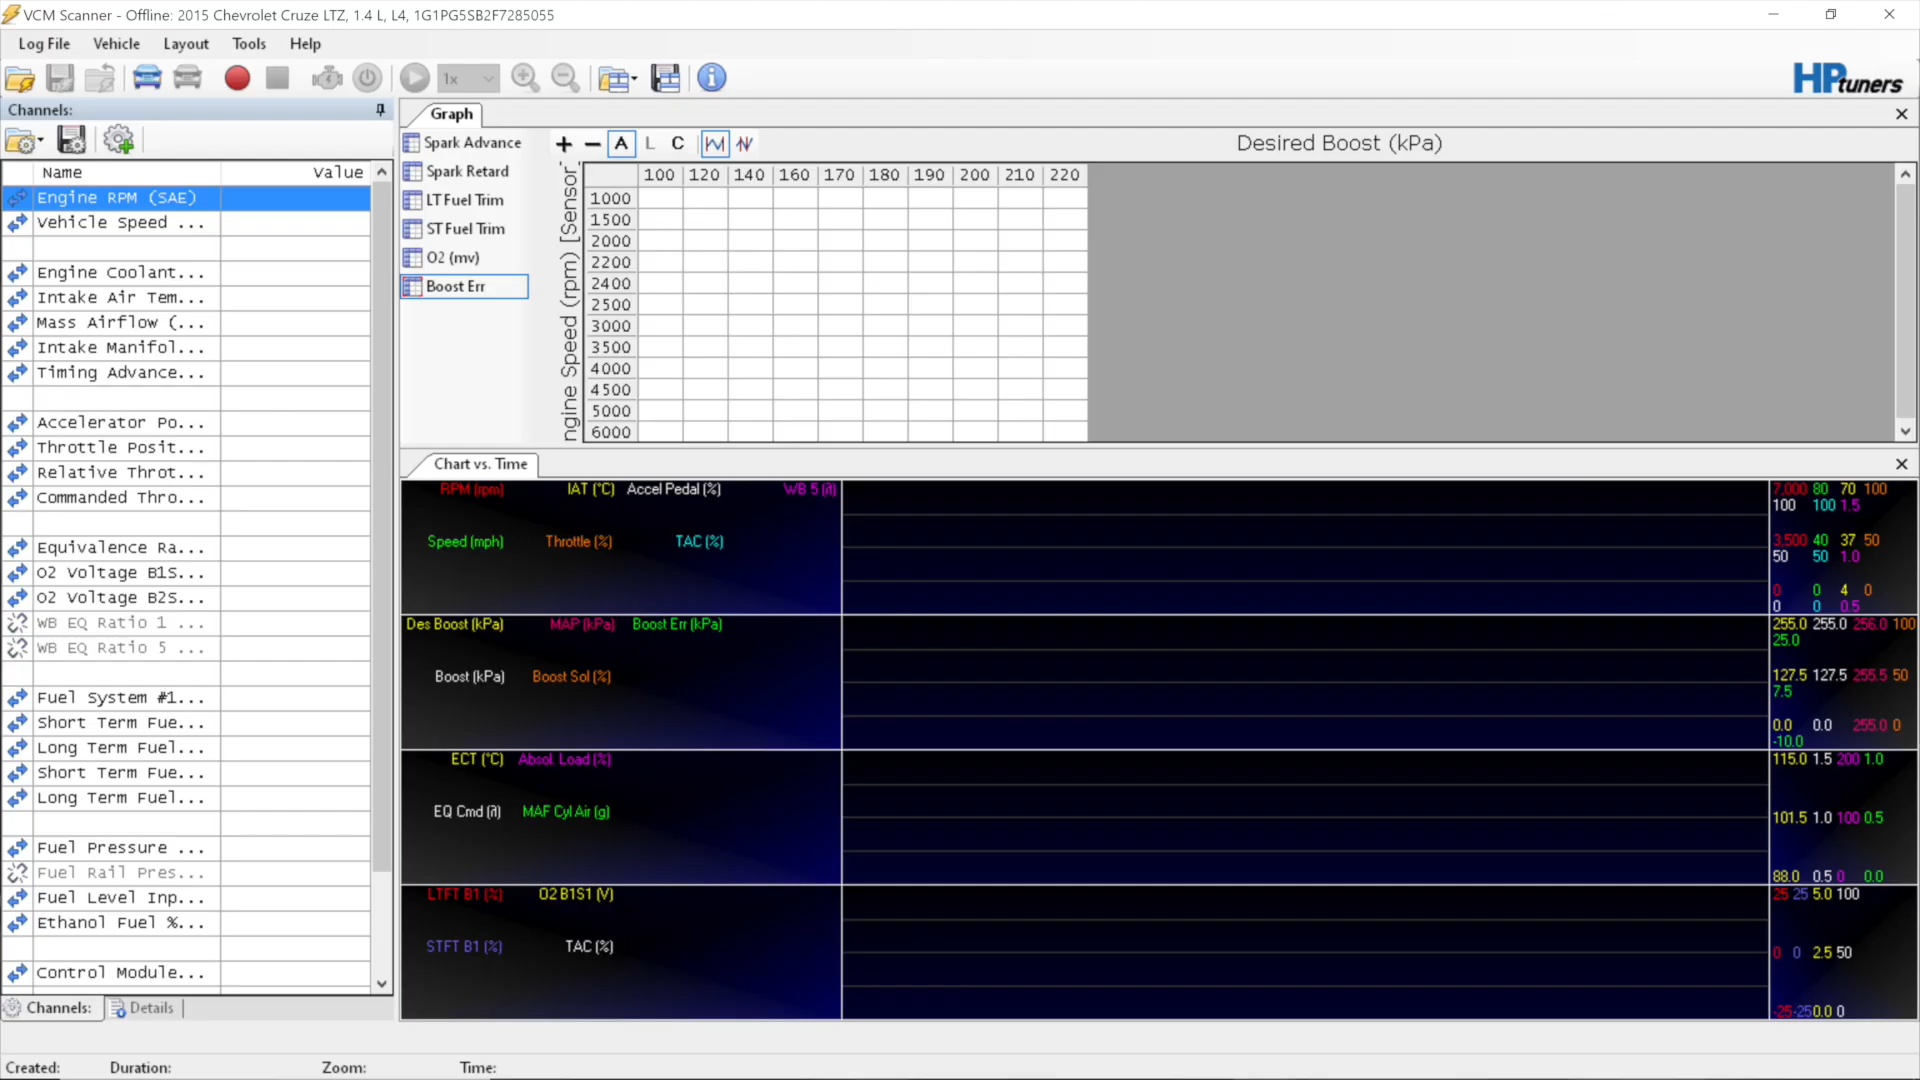 VCM Scanner - Offline: 2015 Chevrolet Cruze LTZ, 1.4 L, L4, 1G1PG5SB2F7285055
Log File Vehicle Layout Tools Help
1x
HPtuners
Channels:
Name Value
Engine RPM (SAE)
Vehicle Speed ...
Engine Coolant...
Intake Air Tem...
Mass Airflow (...
Intake Manifol...
Timing Advance...
Accelerator Po...
Throttle Posit...
Relative Throt...
Commanded Thro...
Equivalence Ra...
O2 Voltage B1S...
O2 Voltage B2S...
WB EQ Ratio 1 ...
WB EQ Ratio 5 ...
Fuel System #1...
Short Term Fue...
Long Term Fuel...
Short Term Fue...
Long Term Fuel...
Fuel Pressure ...
Fuel Rail Pres...
Fuel Level Inp...
Ethanol Fuel %...
Control Module...
Channels: Details
Graph
Spark Advance
Spark Retard
LT Fuel Trim
ST Fuel Trim
O2 (mv)
Boost Err
A L C
Desired Boost (kPa)
ngine Speed (rpm) [Sensor
100 120 140 160 170 180 190 200 210 220
1000
1500
2000
2200
2400
2500
3000
3500
4000
4500
5000
6000
Chart vs. Time
RPM (rpm) IAT (°C) Accel Pedal (%) WB 5 (λ)
Speed (mph) Throttle (%) TAC (%)
7,000 80 70 100
100 100 1.5
3,500 40 37 50
50 50 1.0
0 0 4 0
0 0 0.5
Des Boost (kPa) MAP (kPa) Boost Err (kPa)
Boost (kPa) Boost Sol (%)
255.0 255.0 256.0 100
25.0
127.5 127.5 255.5 50
7.5
0.0 0.0 255.0 0
-10.0
ECT (°C) Absol. Load (%)
EQ Cmd (λ) MAF Cyl Air (g)
115.0 1.5 200 1.0
101.5 1.0 100 0.5
88.0 0.5 0 0.0
LTFT B1 (%) O2 B1S1 (V)
STFT B1 (%) TAC (%)
25 25 5.0 100
0 0 2.5 50
-25 -25 0.0 0
Created: Duration: Zoom: Time: